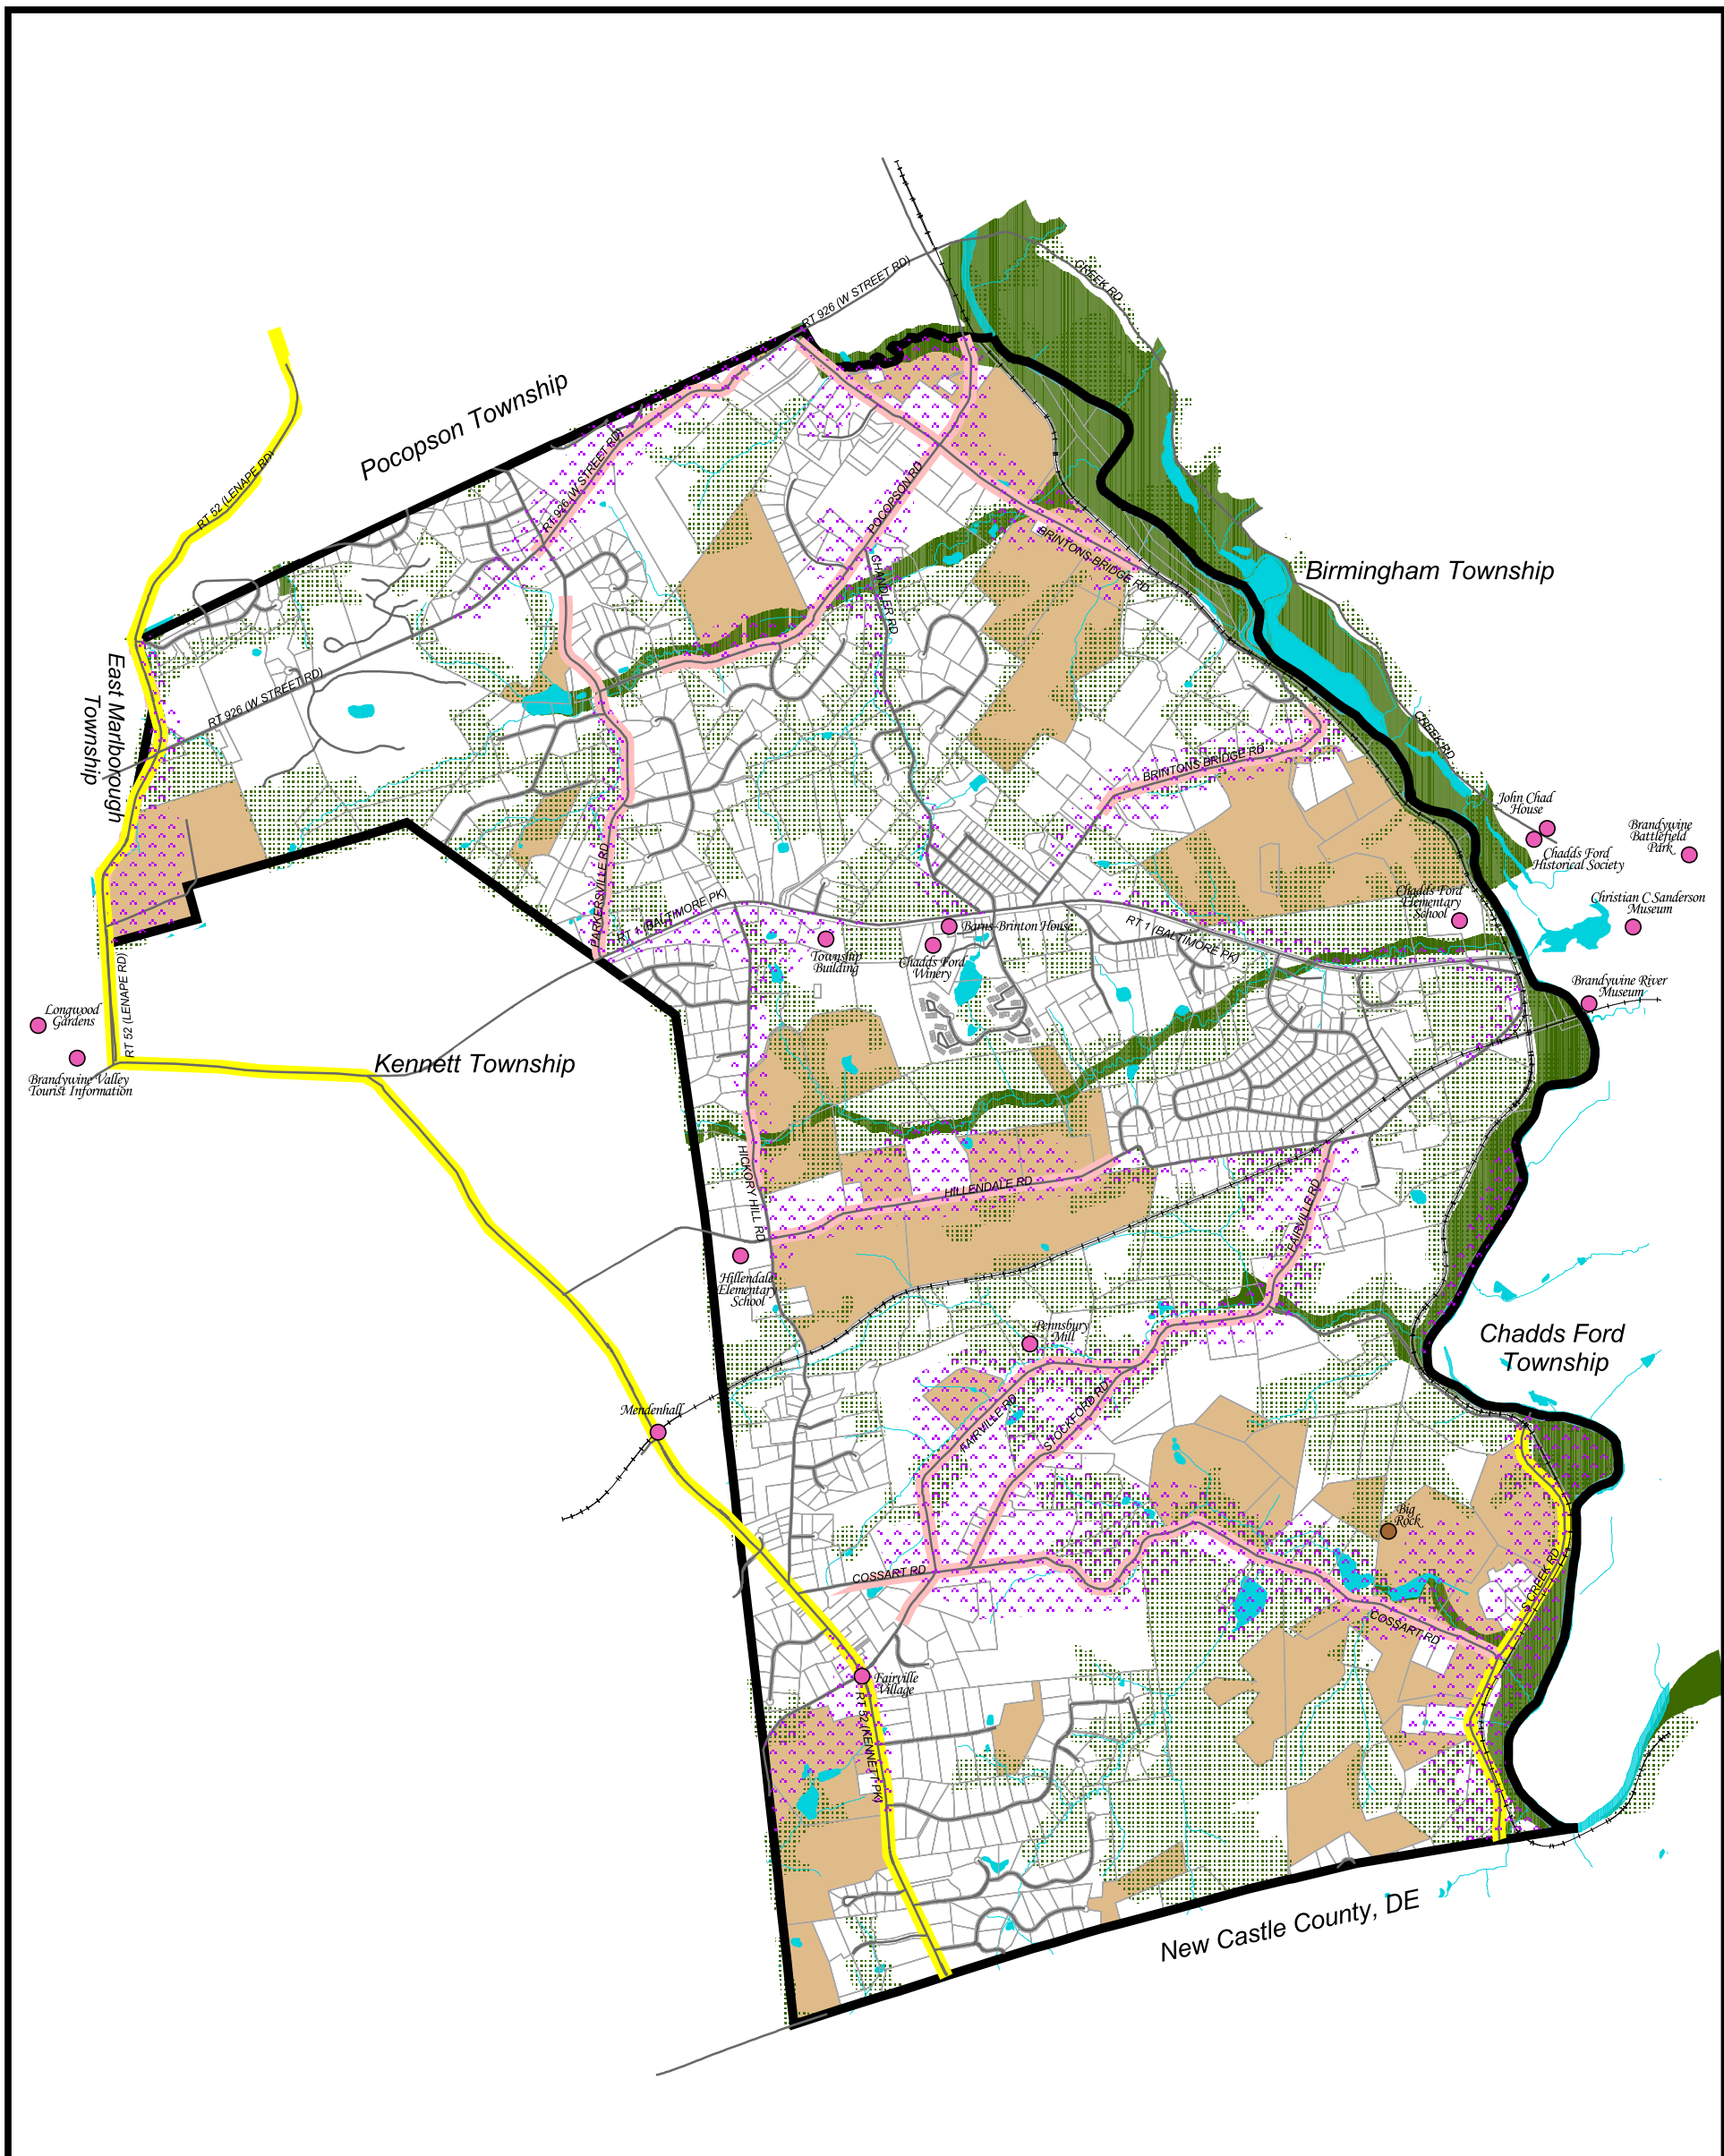 RT 926 (W STREET RD)
CREEK RD
Pocopson Township
RT 52 (LENAPE RD)
RT 926 (W STREET RD)
POCOPSON RD
BRINTONS BRIDGE RD
CHANDLER RD
Birmingham Township
East Marlborough
Township
RT 926 (W STREET RD)
CREEK RD
BRINTONS BRIDGE RD
John Chad
House
Brandywine
Battlefield
Park
Chadds Ford
Historical Society
PARKERSVILLE RD
RT 1 (BALTIMORE PK)
Chadds Ford
Elementary
School
Christian C Sanderson
Museum
Barns-Brinton House
RT 1 (BALTIMORE PK)
Township
Building
Chadds Ford
Winery
Brandywine River
Museum
RT 52 (LENAPE RD)
Longwood
Gardens
Kennett Township
Brandywine Valley
Tourist Information
HICKORY HILL RD
HILLENDALE RD
FAIRVILLE RD
Hillendale
Elementary
School
Pennsbury
Mill
Chadds Ford
Township
Mendenhall
FAIRVILLE RD
STOCKFORD RD
Big
Rock
COSSART RD
S CREEK RD
COSSART RD
Fairville
Village
RT 52 (KENNETT PK)
New Castle County, DE